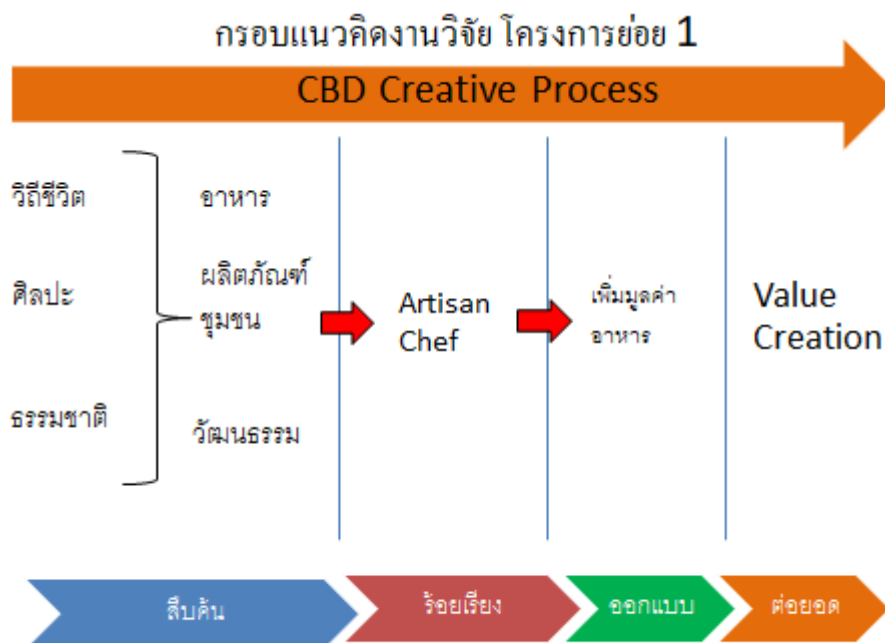 กรอบแนวคิดงานวิจัย โครงการย่อย 1
CBD Creative Process
วิถีชีวิต
ศิลปะ
ธรรมชาติ
อาหาร
ผลิตภัณฑ์
ชุมชน
วัฒนธรรม
Artisan
Chef
เพิ่มมูลค่า
อาหาร
Value
Creation
สืบค้น
ร้อยเรียง
ออกแบบ
ต่อยอด